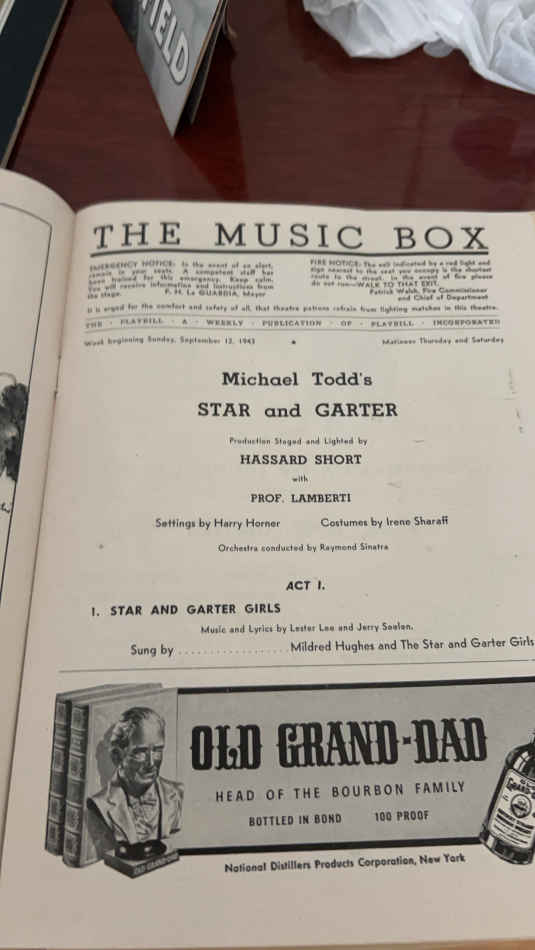 FIELD
THE MUSIC BOX
EMERGENCY NOTICE: In the event of an alert,
remain in your seats. A competent staff has
been trained for this emergency. Keep calm.
You will receive information and instructions from
the stage.
F. H. La GUARDIA, Mayor
FIRE NOTICE: The exit indicated by a red light and
sign nearest to the seat you occupy is the shortest
route to the street. In the event of fire please
do not run—WALK TO THAT EXIT.
Patrick Walsh, Fire Commissioner
and Chief of Department
It is urged for the comfort and safety of all, that theatre patrons refrain from lighting matches in this theatre.
THE · PLAYBILL · A · WEEKLY · PUBLICATION · OF · PLAYBILL · INCORPORATED
Week beginning Sunday, September 12, 1943 ★ Matinees Thursday and Saturday
Michael Todd's
STAR and GARTER
Production Staged and Lighted by
HASSARD SHORT
with
PROF. LAMBERTI
Settings by Harry Horner Costumes by Irene Sharaff
Orchestra conducted by Raymond Sinatra
ACT I.
1. STAR AND GARTER GIRLS
Music and Lyrics by Lester Lee and Jerry Seelen.
Sung by .................. Mildred Hughes and The Star and Garter Girls
OLD GRAND-DAD
HEAD OF THE BOURBON FAMILY
BOTTLED IN BOND 100 PROOF
OLD GRAND-DAD
National Distillers Products Corporation, New York